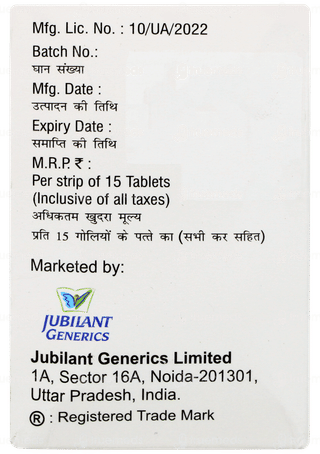 Mfg. Lic. No. : 10/UA/2022
Batch No.:
घान संख्या
Mfg. Date :
उत्पादन की तिथि
Expiry Date :
समाप्ति की तिथि
M.R.P. ₹ :
Per strip of 15 Tablets
(Inclusive of all taxes)
अधिकतम खुदरा मूल्य
प्रति 15 गोलियों के पत्ते का (सभी कर सहित)
Marketed by:
JUBILANT
GENERICS
Jubilant Generics Limited
1A, Sector 16A, Noida-201301,
Uttar Pradesh, India.
® : Registered Trade Mark